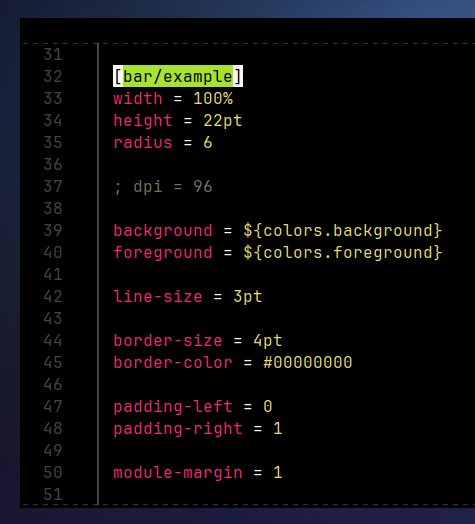 31
32 [bar/example]
33 width = 100%
34 height = 22pt
35 radius = 6
36
37 ; dpi = 96
38
39 background = ${colors.background}
40 foreground = ${colors.foreground}
41
42 line-size = 3pt
43
44 border-size = 4pt
45 border-color = #00000000
46
47 padding-left = 0
48 padding-right = 1
49
50 module-margin = 1
51